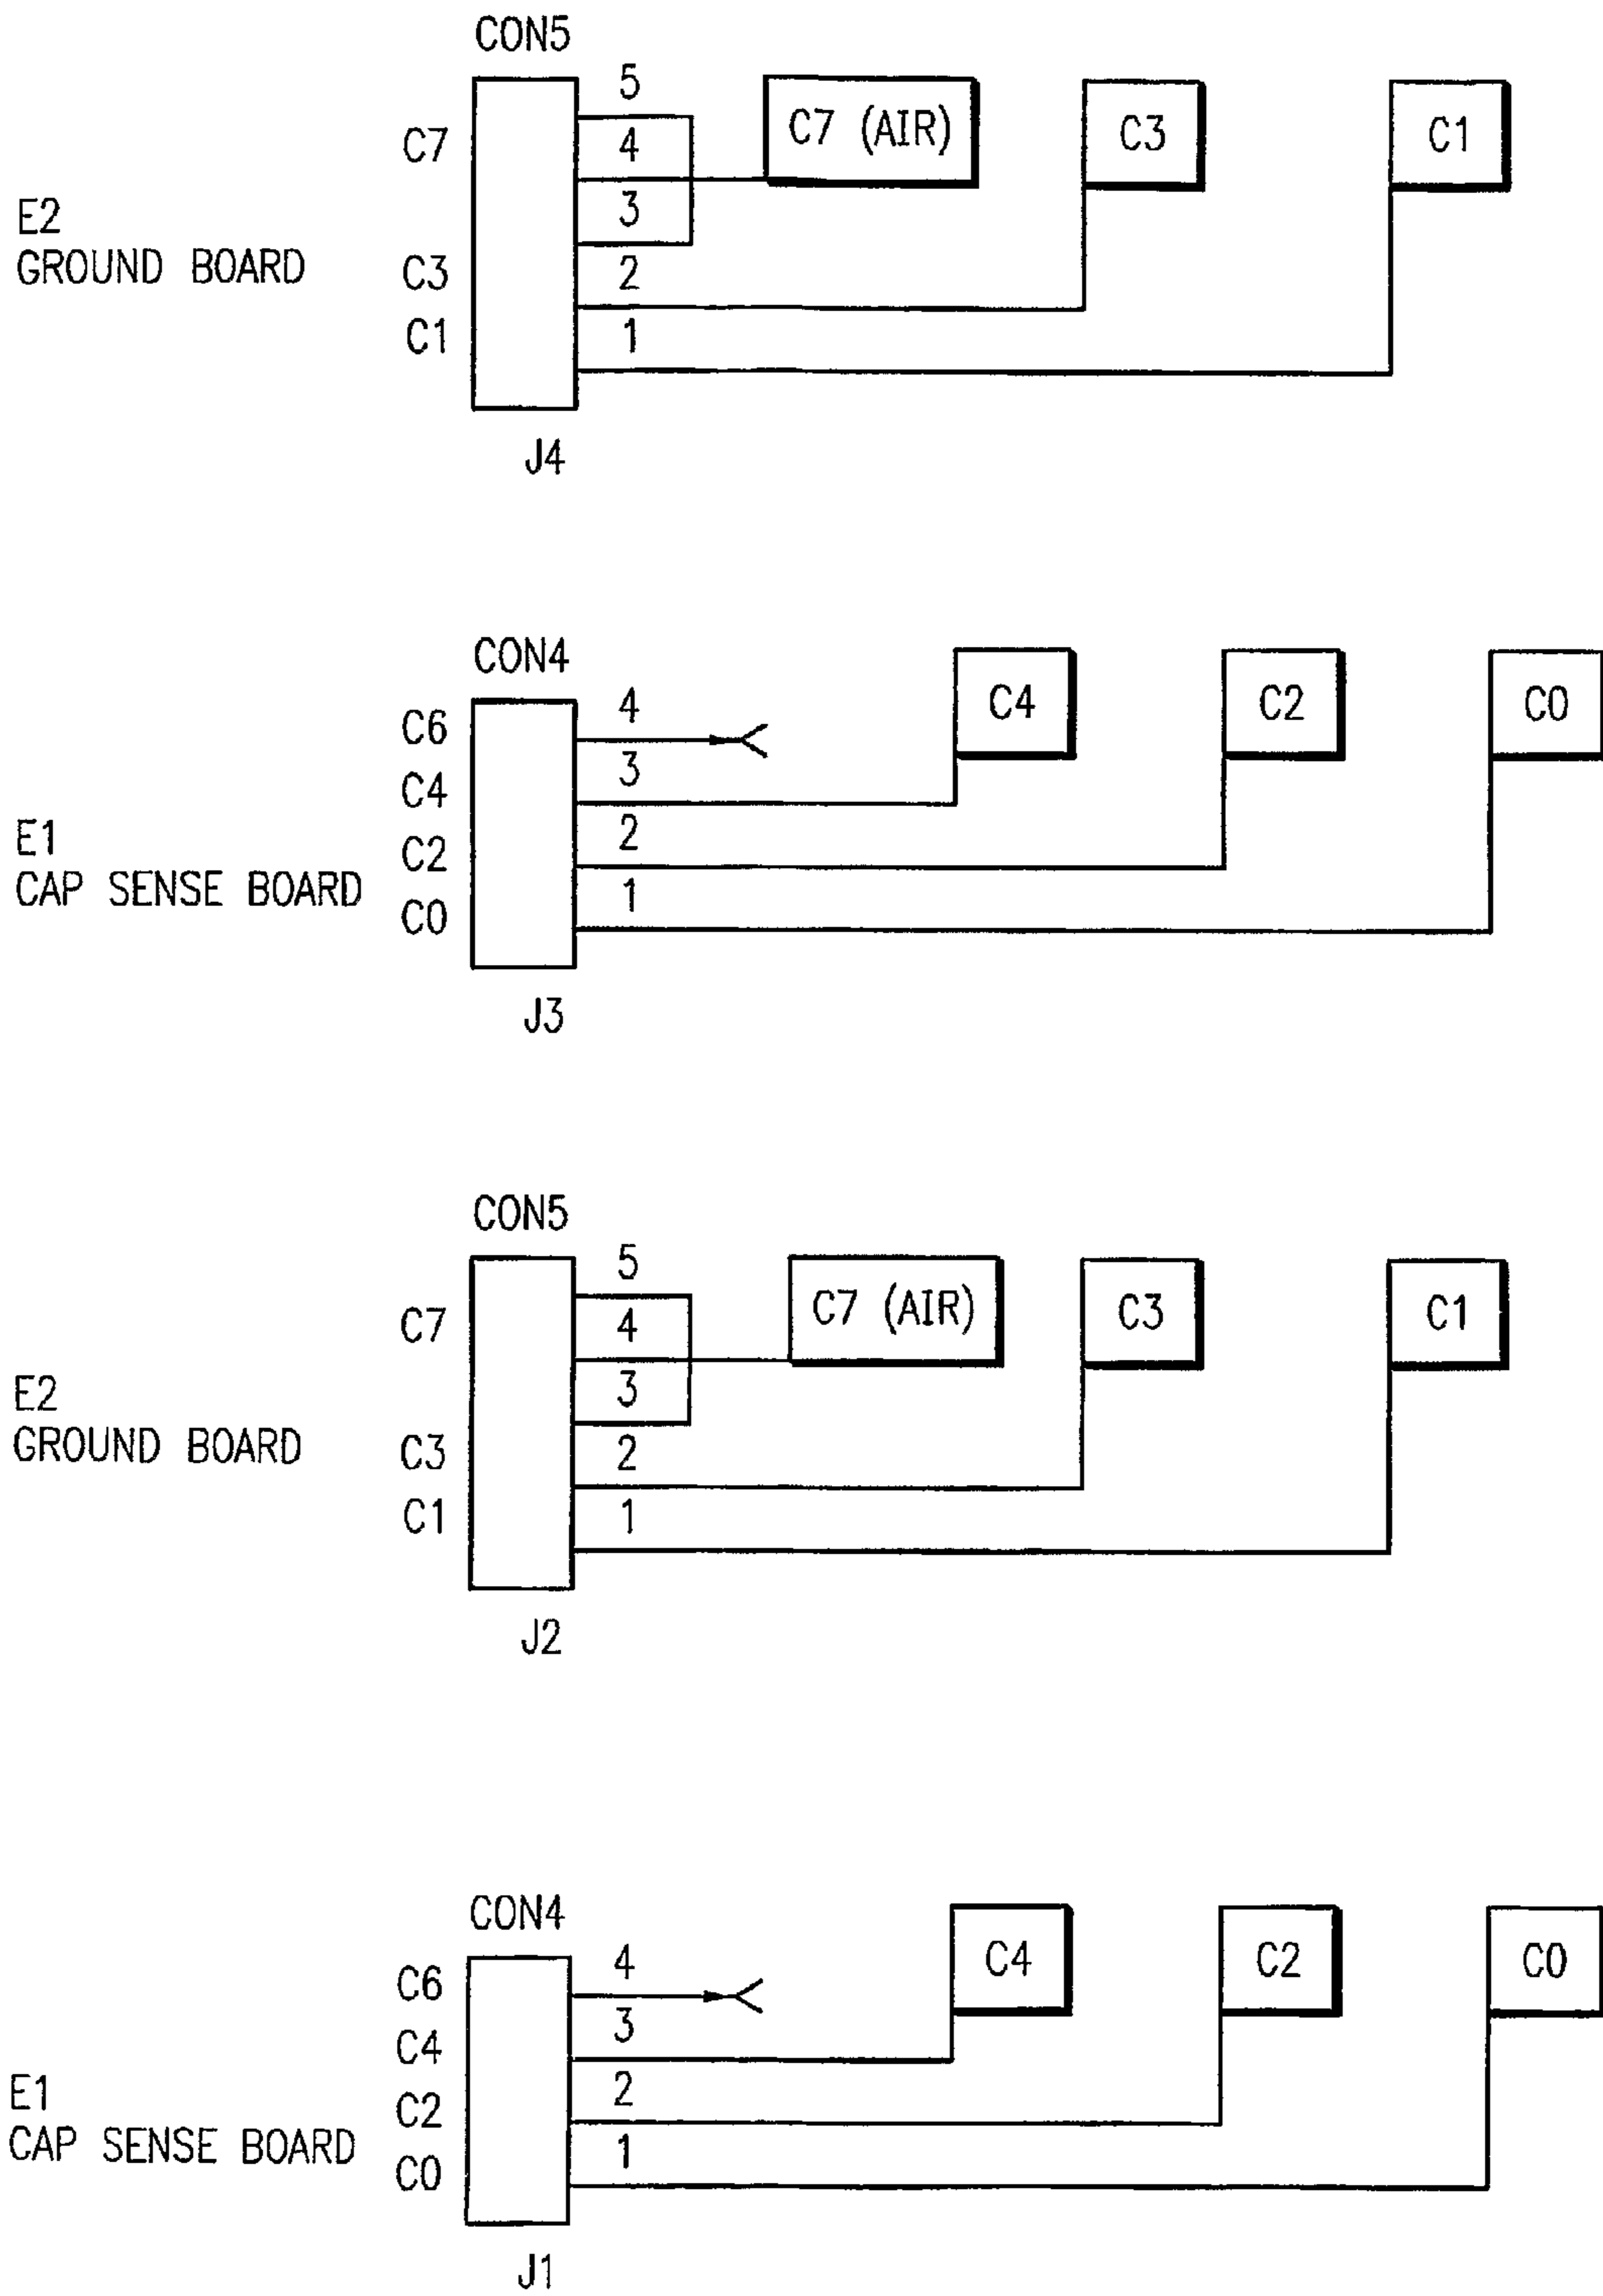 CON5
5
C7
4
C7 (AIR)
C3
C1
3
E2
GROUND BOARD
C3
2
C1
1
J4
CON4
4
C6
C4
C2
C0
3
C4
2
C2
E1
CAP SENSE BOARD
1
C0
J3
CON5
5
C7
4
C7 (AIR)
C3
C1
3
E2
GROUND BOARD
C3
2
C1
1
J2
CON4
4
C6
C4
C2
C0
3
C4
2
C2
E1
CAP SENSE BOARD
1
C0
J1